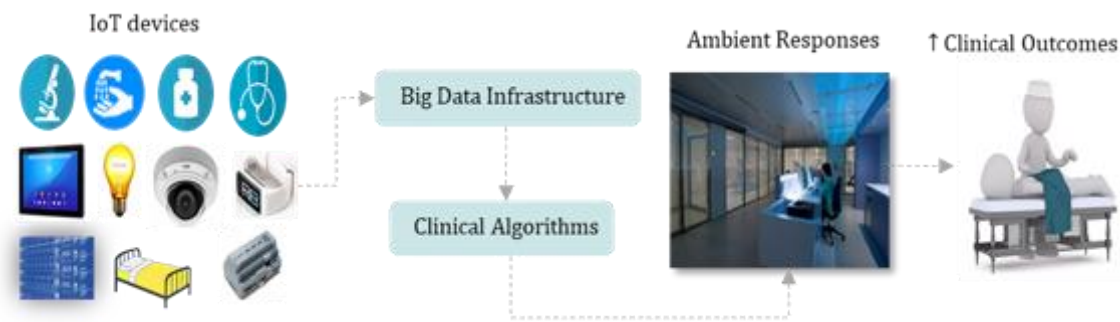 IoT devices
Big Data Infrastructure
Clinical Algorithms
Ambient Responses
↑ Clinical Outcomes